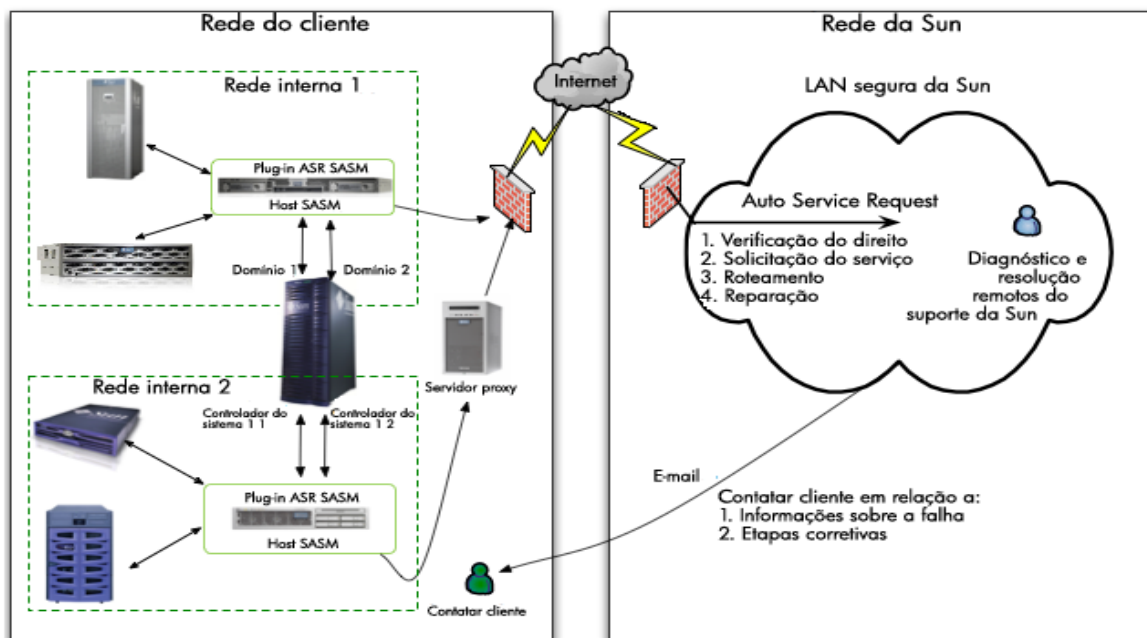 Rede do cliente
Rede interna 1
Plug-in ASR SASM
Host SASM
Domínio 1
Domínio 2
Servidor proxy
Rede interna 2
Controlador do
sistema 1 1
Controlador do
sistema 1 2
Plug-in ASR SASM
Host SASM
Contatar cliente
Internet
Rede da Sun
LAN segura da Sun
Auto Service Request
1. Verificação do direito
2. Solicitação do serviço
3. Roteamento
4. Reparação
Diagnóstico e
resolução
remotos do
suporte da Sun
E-mail
Contatar cliente em relação a:
1. Informações sobre a falha
2. Etapas corretivas